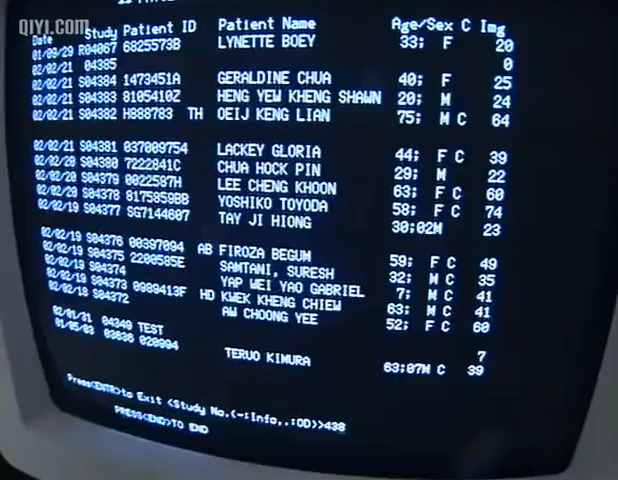 QIYI.COM
Date Study Patient ID Patient Name Age/Sex C Img
01/09/29 R04067 6825573B LYNETTE BOEY 33; F 20
02/02/21 04385 0
02/02/21 S04384 1473451A GERALDINE CHUA 40; F 25
02/02/21 S04383 8105410Z HENG YEW KHENG SHAWN 20; M 24
02/02/21 S04382 H888783 TH OEIJ KENG LIAN 75; M C 64
02/02/21 S04381 037009754 LACKEY GLORIA 44; F C 39
02/02/20 S04380 7222841C CHUA HOCK PIN 29; M 22
02/02/20 S04379 0022587H LEE CHENG KHOON 63; F C 60
02/02/20 S04378 8175859BB YOSHIKO TOYODA 58; F C 74
02/02/19 S04377 SG7144607 TAY JI HIONG 30;02M 23
02/02/19 S04376 00397094 AB FIROZA BEGUM 59; F C 49
02/02/19 S04375 2200585E SAMTANI, SURESH 32; M C 35
02/02/19 S04374 YAP WEI YAO GABRIEL 7; M C 41
02/02/19 S04373 0989413F HD KWEK KHENG CHIEW 63; M C 41
02/02/18 S04372 AW CHOONG YEE 52; F C 60
02/01/31 04349 TEST 7
01/05/03 03636 020994 TERUO KIMURA 63;07M C 39
Press<ENTR>to Exit <Study No.(-:Info,.:OD)>>438
PRESS<END>TO END